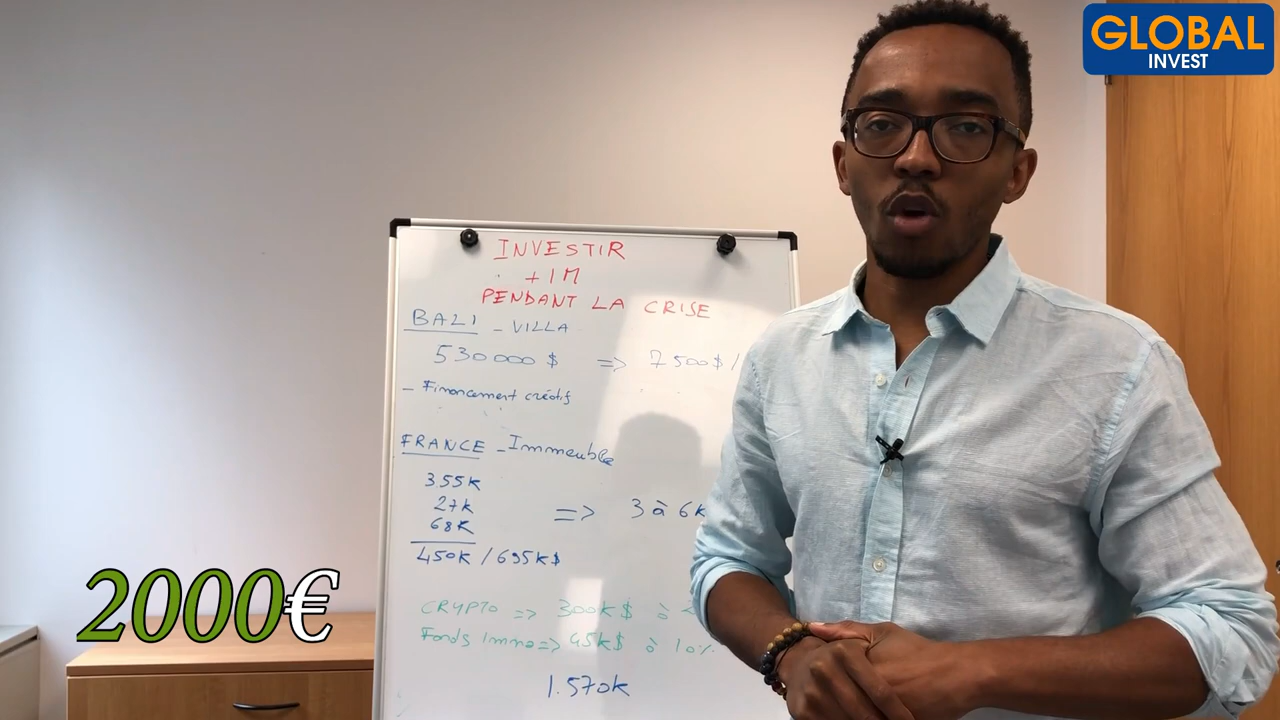 GLOBAL
INVEST
INVESTIR
+ 1M
PENDANT LA CRISE
BALI - VILLA
530 000 $ => 7 500 $ /
- Financement créatif
FRANCE - Immeuble
355K
27K
68K
=> 3 à 6K
450K / 695K$
CRYPTO => 300K$ à
Fonds Immo => 45K$ à 10%
1.570K
2000€